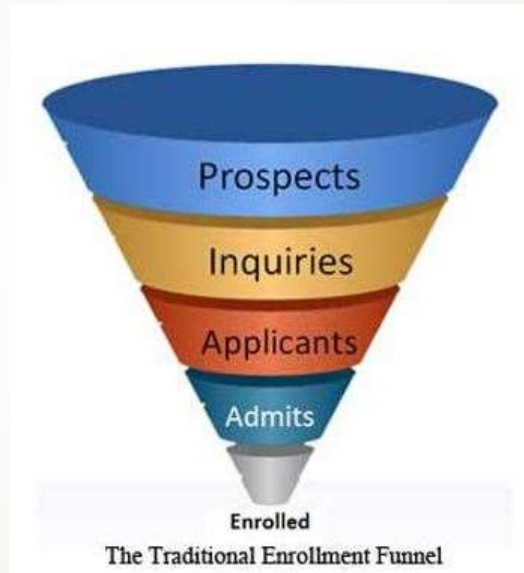 Prospects
Inquiries
Applicants
Admits
Enrolled
The Traditional Enrollment Funnel